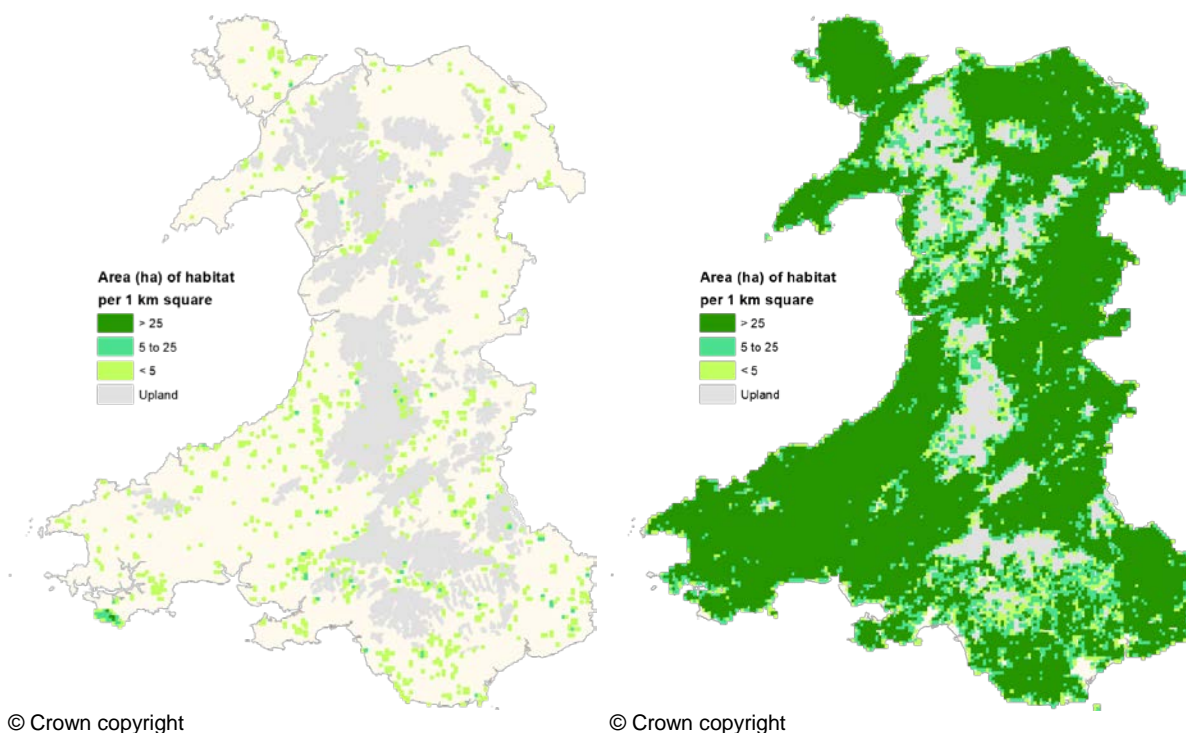 Area (ha) of habitat
per 1 km square
> 25
5 to 25
< 5
Upland
Area (ha) of habitat
per 1 km square
> 25
5 to 25
< 5
Upland
© Crown copyright
© Crown copyright